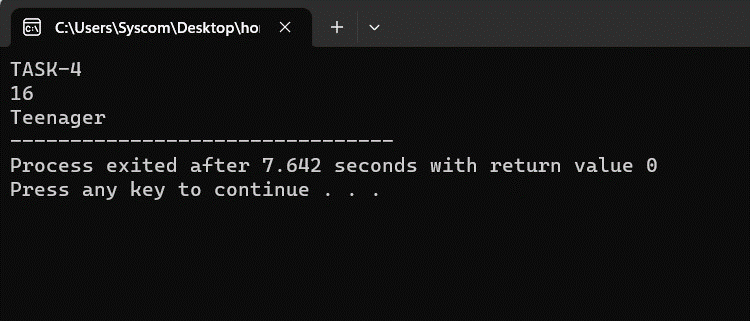 C:\Users\Syscom\Desktop\ho
TASK-4
16
Teenager
--------------------------------
Process exited after 7.642 seconds with return value 0
Press any key to continue . . .